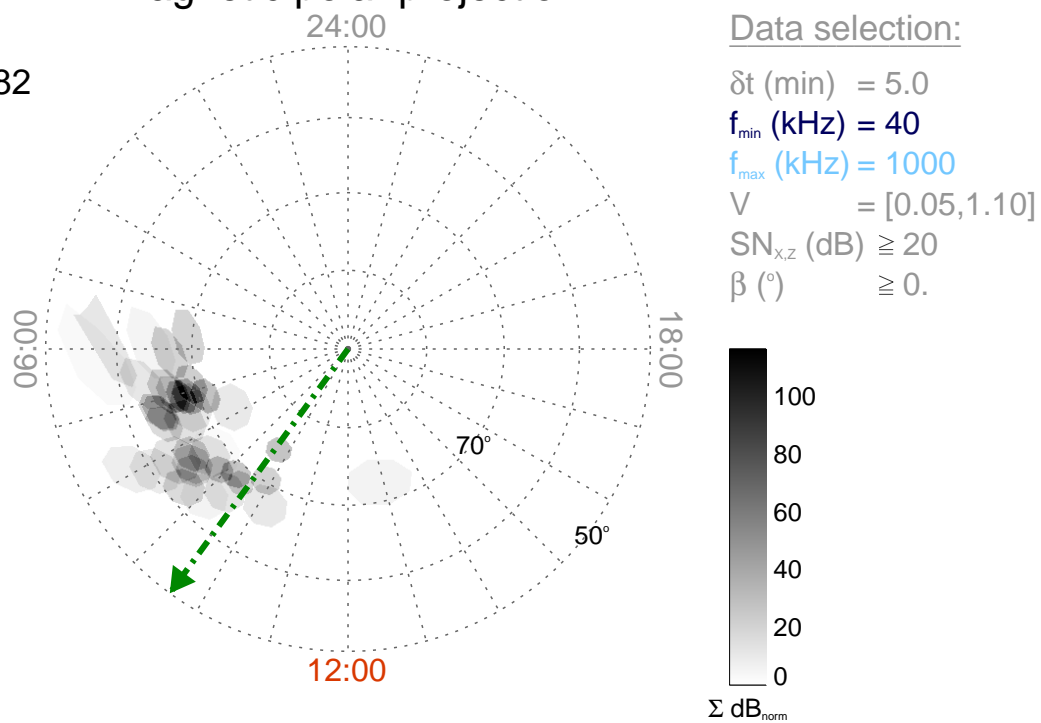 24:00
82
06:00
18:00
70°
50°
12:00
Data selection:
δt (min) = 5.0
f_min (kHz) = 40
f_max (kHz) = 1000
V = [0.05,1.10]
SN_x,z (dB) ≧ 20
β (°) ≧ 0.
100
80
60
40
20
0
Σ dB_norm